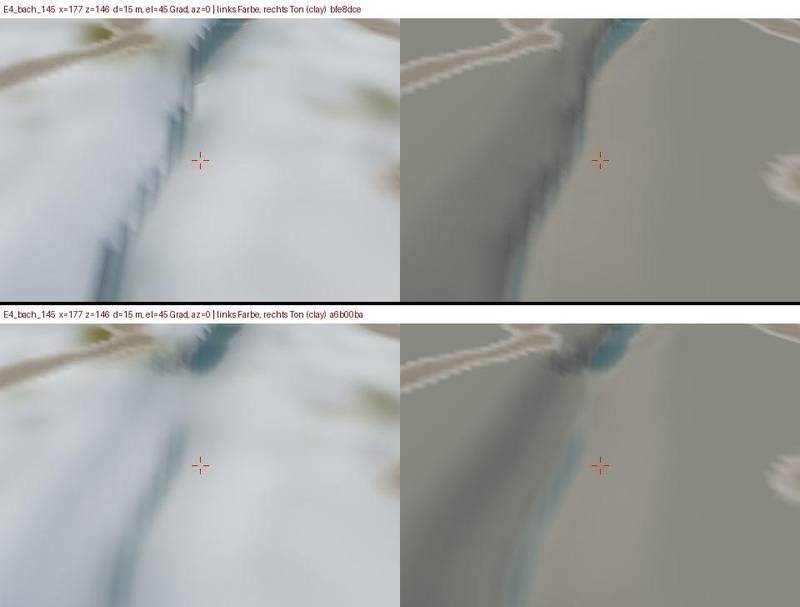 E4_bach_145 x=177 z=146 d=15 m, el=45 Grad, az=0 | links Farbe, rechts Ton (clay) bfe8dce
E4_bach_145 x=177 z=146 d=15 m, el=45 Grad, az=0 | links Farbe, rechts Ton (clay) a6b00ba